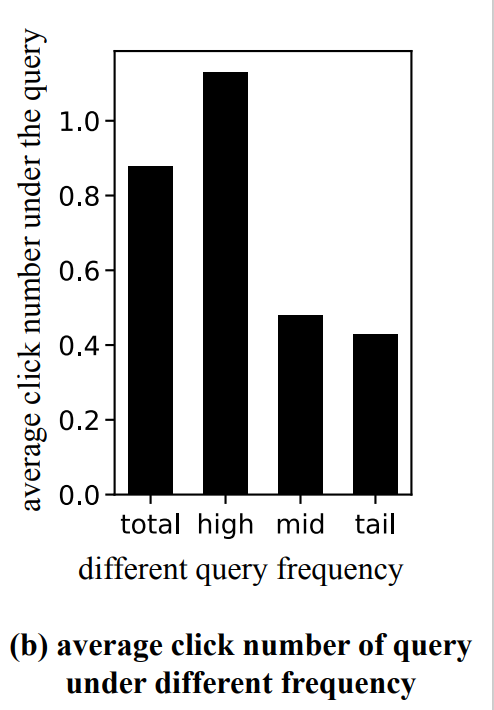 average click number under the query
1.0
0.8
0.6
0.4
0.2
0.0
total high mid tail
different query frequency
(b) average click number of query
under different frequency